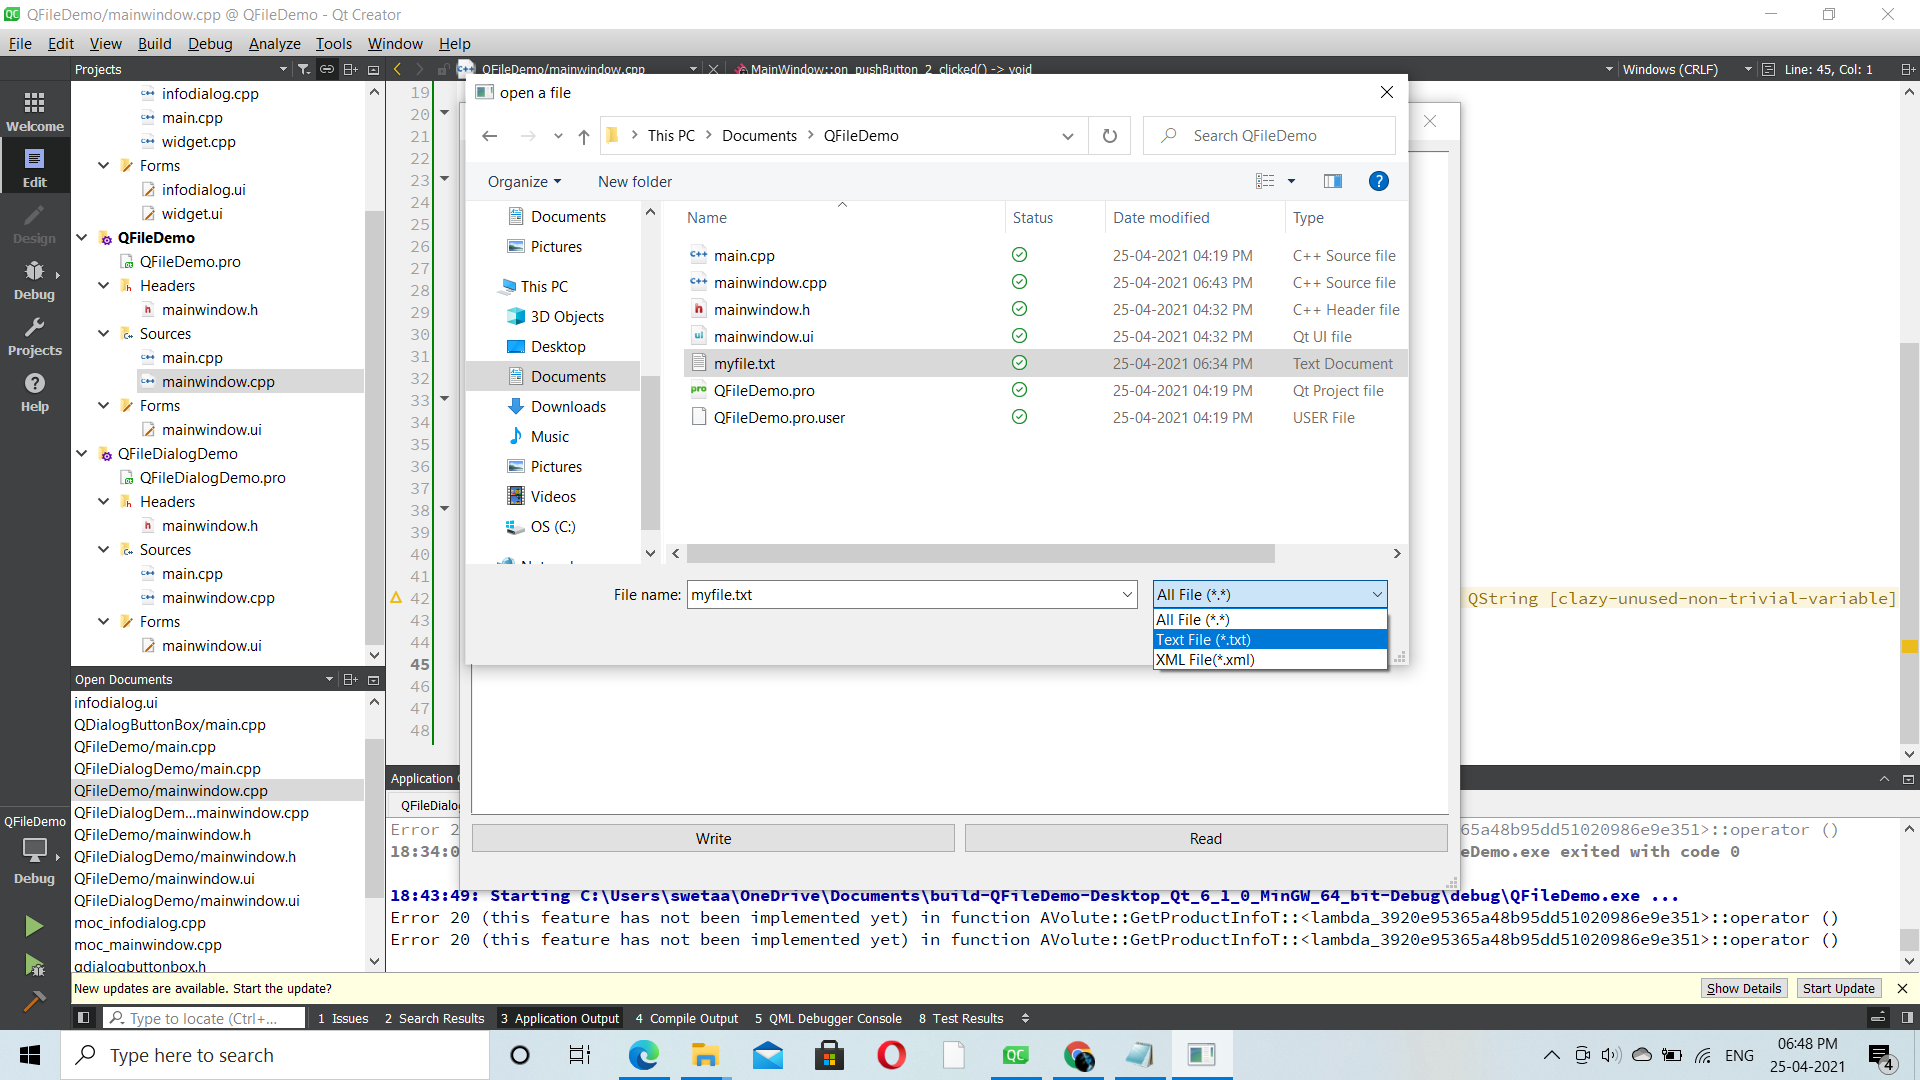 QFileDemo/mainwindow.cpp @ QFileDemo - Qt Creator
File Edit View Build Debug Analyze Tools Window Help
Projects
QFileDemo/mainwindow.cpp
MainWindow::on_pushButton_2_clicked() -> void
Windows (CRLF)
Line: 45, Col: 1
Welcome
Edit
Design
Debug
Projects
Help
QFileDemo
Debug
infodialog.cpp
main.cpp
widget.cpp
Forms
infodialog.ui
widget.ui
QFileDemo
QFileDemo.pro
Headers
mainwindow.h
Sources
main.cpp
mainwindow.cpp
Forms
mainwindow.ui
QFileDialogDemo
QFileDialogDemo.pro
Headers
mainwindow.h
Sources
main.cpp
mainwindow.cpp
Forms
mainwindow.ui
Open Documents
infodialog.ui
QDialogButtonBox/main.cpp
QFileDemo/main.cpp
QFileDialogDemo/main.cpp
QFileDemo/mainwindow.cpp
QFileDialogDem...mainwindow.cpp
QFileDemo/mainwindow.h
QFileDialogDemo/mainwindow.h
QFileDemo/mainwindow.ui
QFileDialogDemo/mainwindow.ui
moc_infodialog.cpp
moc_mainwindow.cpp
qdialogbuttonbox.h
19
20
21
22
23
24
25
26
27
28
29
30
31
32
33
34
35
36
37
38
39
40
41
42
43
44
45
46
47
48
QString [clazy-unused-non-trivial-variable]
open a file
This PC > Documents > QFileDemo
Search QFileDemo
Organize
New folder
Documents
Pictures
This PC
3D Objects
Desktop
Documents
Downloads
Music
Pictures
Videos
OS (C:)
Name Status Date modified Type
main.cpp 25-04-2021 04:19 PM C++ Source file
mainwindow.cpp 25-04-2021 06:43 PM C++ Source file
mainwindow.h 25-04-2021 04:32 PM C++ Header file
mainwindow.ui 25-04-2021 04:32 PM Qt UI file
myfile.txt 25-04-2021 06:34 PM Text Document
QFileDemo.pro 25-04-2021 04:19 PM Qt Project file
QFileDemo.pro.user 25-04-2021 04:19 PM USER File
File name: myfile.txt
All File (*.*)
All File (*.*)
Text File (*.txt)
XML File(*.xml)
Write
Read
Application
QFileDialo
Error 2 65a48b95dd51020986e9e351>::operator ()
18:34:0 eDemo.exe exited with code 0
18:43:49: Starting C:\Users\swetaa\OneDrive\Documents\build-QFileDemo-Desktop_Qt_6_1_0_MinGW_64_bit-Debug\debug\QFileDemo.exe ...
Error 20 (this feature has not been implemented yet) in function AVolute::GetProductInfoT::<lambda_3920e95365a48b95dd51020986e9e351>::operator ()
Error 20 (this feature has not been implemented yet) in function AVolute::GetProductInfoT::<lambda_3920e95365a48b95dd51020986e9e351>::operator ()
New updates are available. Start the update?
Show Details
Start Update
Type to locate (Ctrl+...
1 Issues
2 Search Results
3 Application Output
4 Compile Output
5 QML Debugger Console
8 Test Results
Type here to search
ENG
06:48 PM
25-04-2021
4